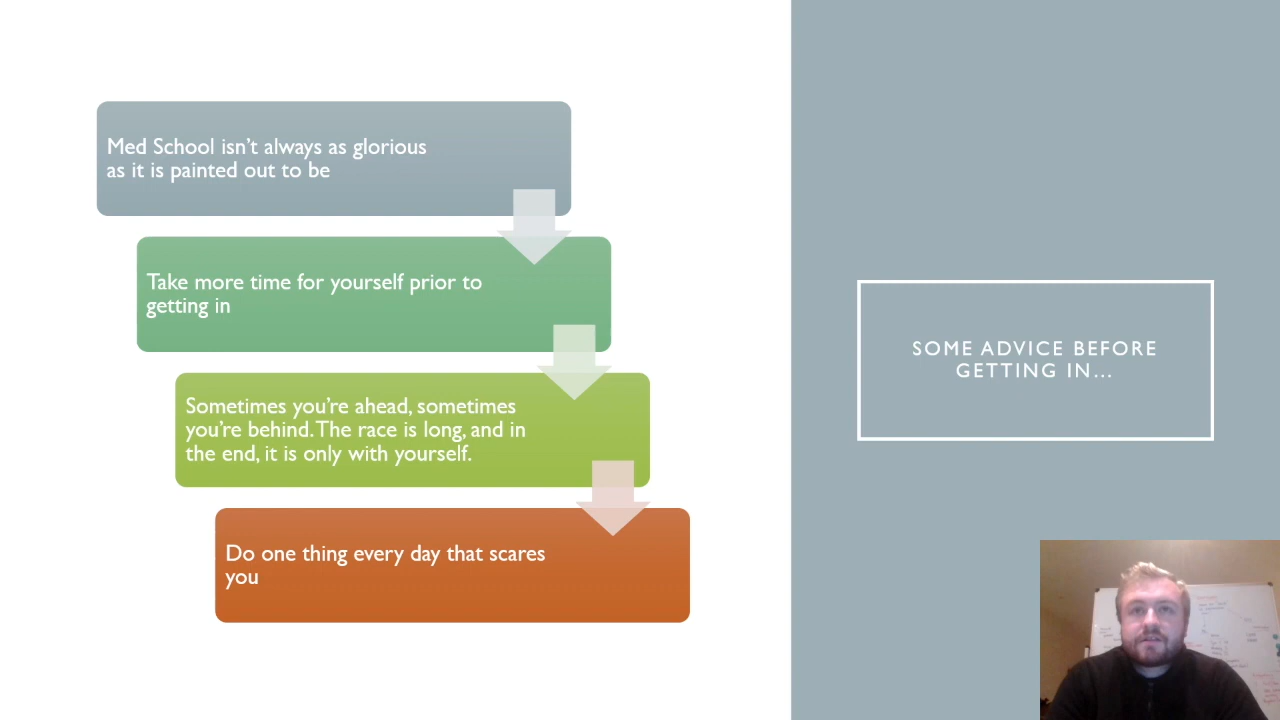 Med School isn't always as glorious
as it is painted out to be
Take more time for yourself prior to
getting in
Sometimes you're ahead, sometimes
you're behind. The race is long, and in
the end, it is only with yourself.
Do one thing every day that scares
you
SOME ADVICE BEFORE
GETTING IN...